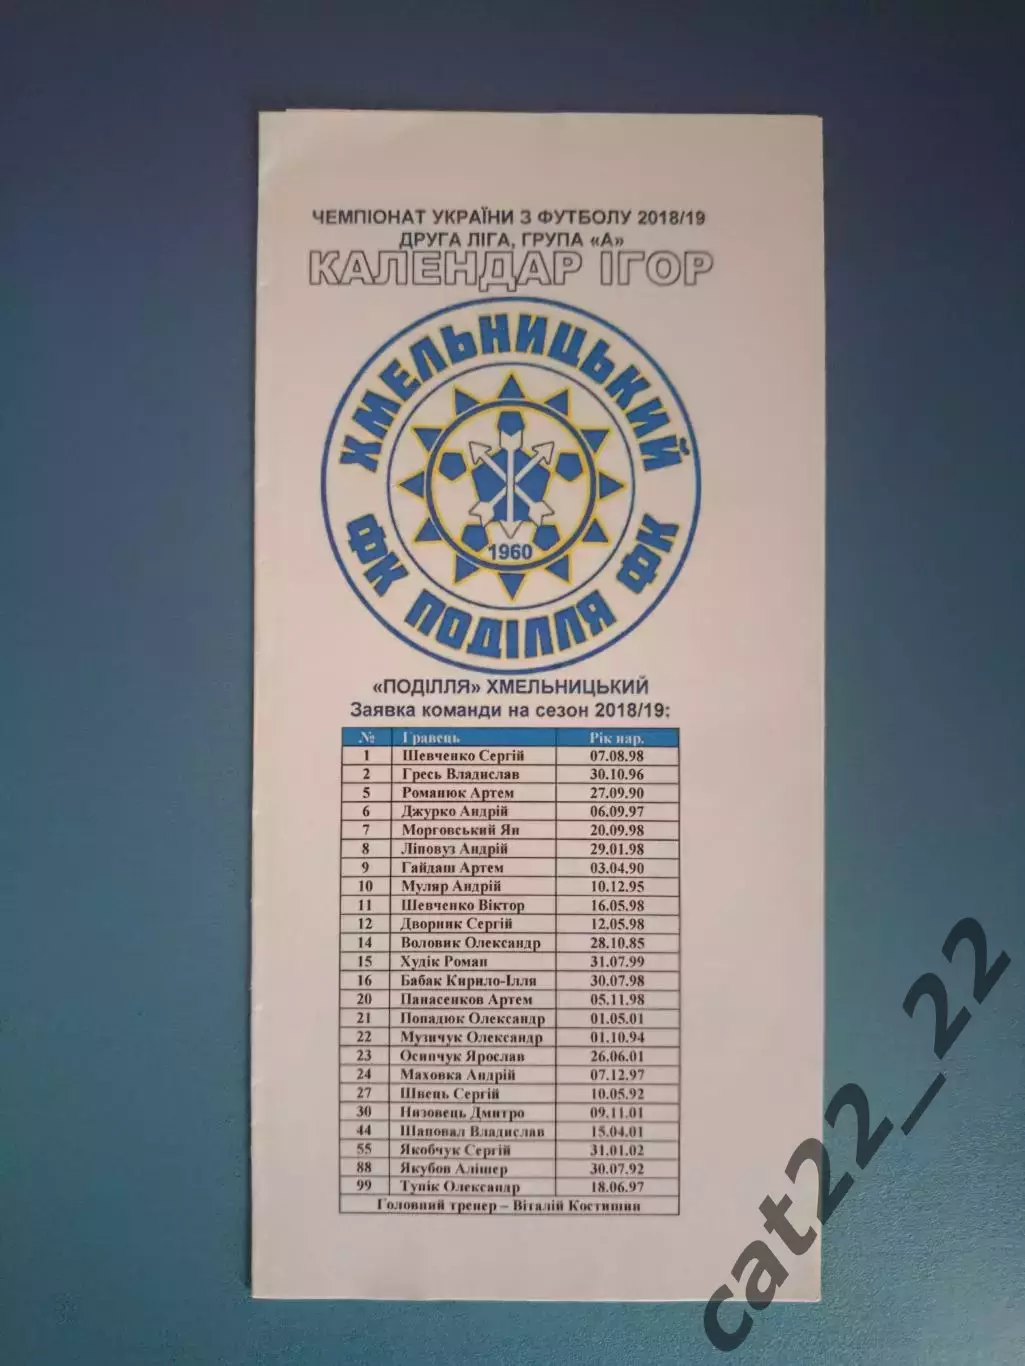 ЧЕМПІОНАТ УКРАЇНИ З ФУТБОЛУ 2018/19
ДРУГА ЛІГА, ГРУПА «А»
КАЛЕНДАР ІГОР
ХМЕЛЬНИЦЬКИЙ
1960
ФК ПОДІЛЛЯ ФК
«ПОДІЛЛЯ» ХМЕЛЬНИЦЬКИЙ
Заявка команди на сезон 2018/19:
№ Гравець Рік нар.
1 Шевченко Сергій 07.08.98
2 Гресь Владислав 30.10.96
5 Романюк Артем 27.09.90
6 Джурко Андрій 06.09.97
7 Морговський Ян 20.09.98
8 Ліповуз Андрій 29.01.98
9 Гайдаш Артем 03.04.90
10 Муляр Андрій 10.12.95
11 Шевченко Віктор 16.05.98
12 Дворник Сергій 12.05.98
14 Воловик Олександр 28.10.85
15 Худік Роман 31.07.99
16 Бабак Кирило-Ілля 30.07.98
20 Панасенков Артем 05.11.98
21 Попадюк Олександр 01.05.01
22 Музичук Олександр 01.10.94
23 Осипчук Ярослав 26.06.01
24 Маховка Андрій 07.12.97
27 Швець Сергій 10.05.92
30 Низовець Дмитро 09.11.01
44 Шаповал Владислав 15.04.01
55 Якобчук Сергій 31.01.02
88 Якубов Алішер 30.07.92
99 Тупік Олександр 18.06.97
Головний тренер – Віталій Костишин
cat22_22